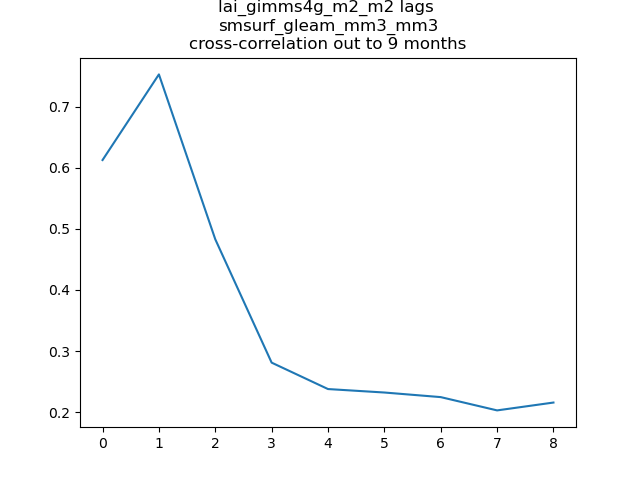 lai_gimms4g_m2_m2 lags
smsurf_gleam_mm3_mm3
cross-correlation out to 9 months
0.7
0.6
0.5
0.4
0.3
0.2
0 1 2 3 4 5 6 7 8